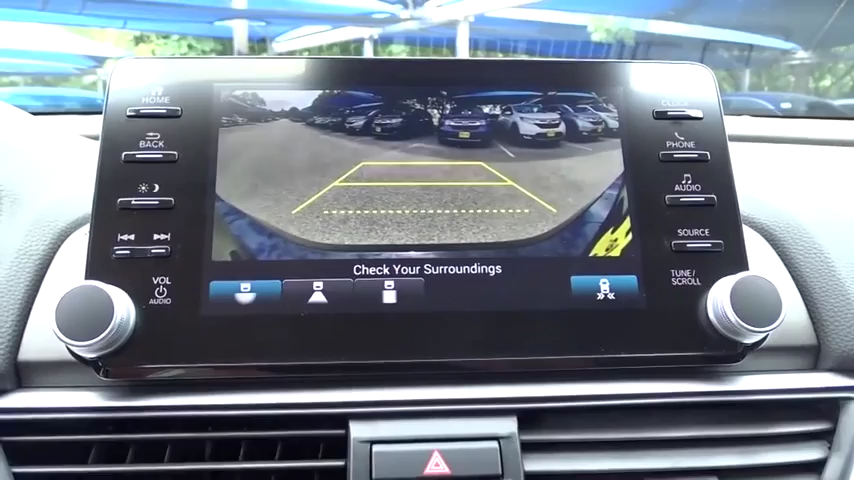 HOME
BACK
VOL
AUDIO
Check Your Surroundings
CLOCK
PHONE
AUDIO
SOURCE
TUNE/
SCROLL